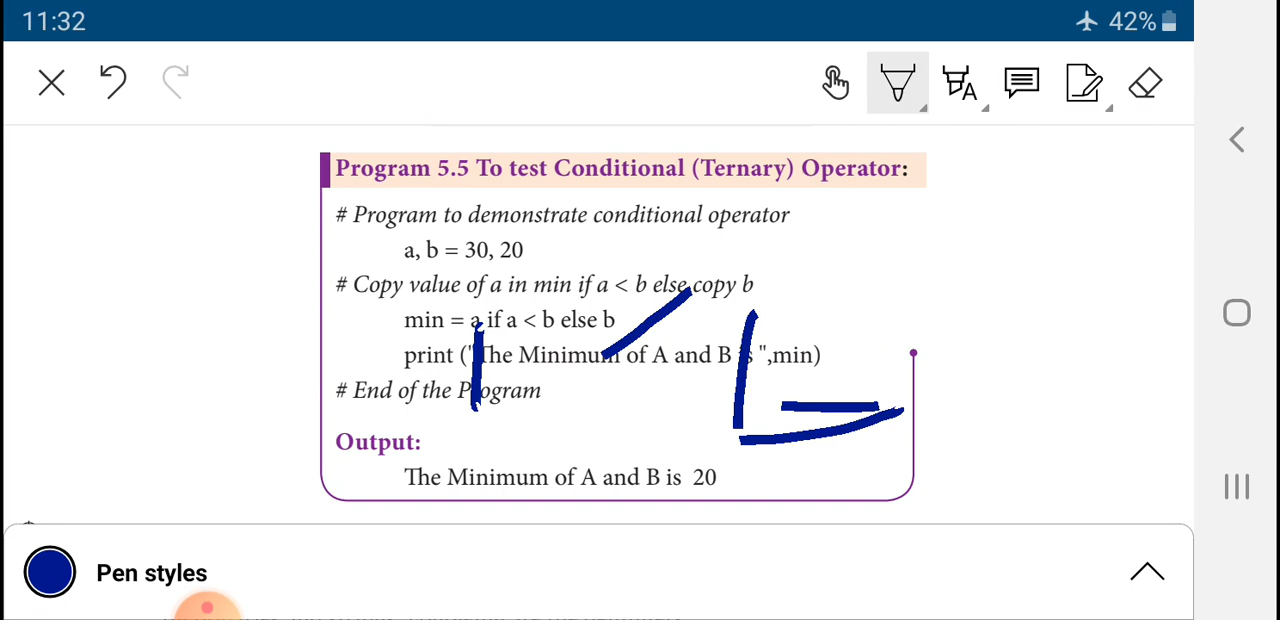 11:32
42%
A
Program 5.5 To test Conditional (Ternary) Operator:
# Program to demonstrate conditional operator
a, b = 30, 20
# Copy value of a in min if a < b else copy b
min = a if a < b else b
print ("The Minimum of A and B is ",min)
# End of the Program
Output:
The Minimum of A and B is 20
Pen styles